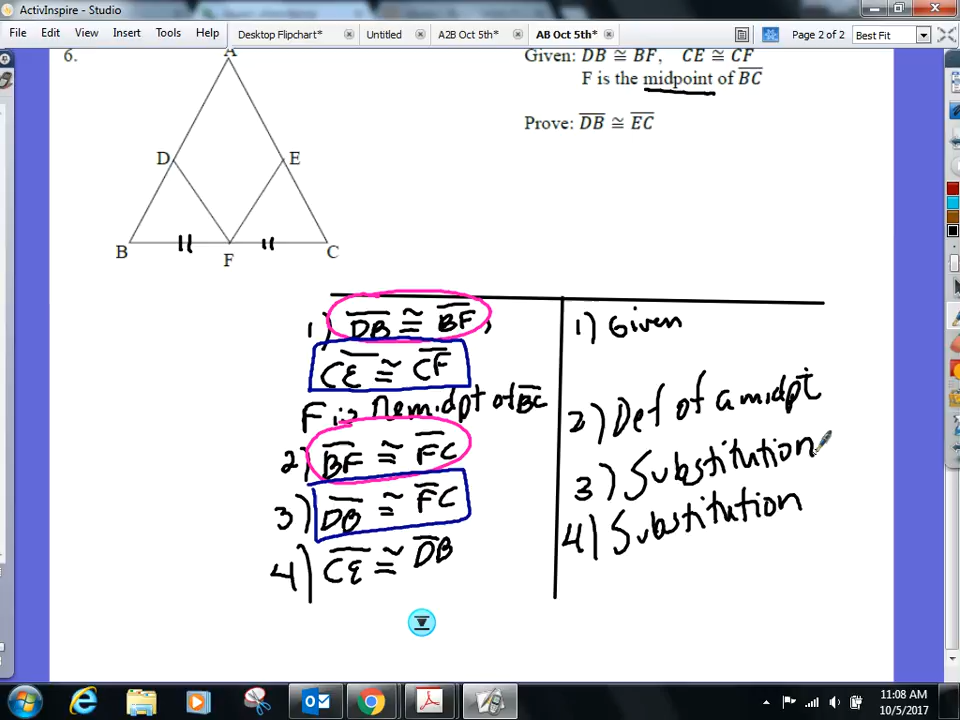 ActivInspire - Studio
File Edit View Insert Tools Help Desktop Flipchart* Untitled A2B Oct 5th* AB Oct 5th* Page 2 of 2 Best Fit
6.
A
D
E
B
F
C
Given: DB ≅ BF, CE ≅ CF
F is the midpoint of BC
Prove: DB ≅ EC
1) DB ≅ BF,
CE ≅ CF
F is the midpt of BC
2) BF ≅ FC
3) DB ≅ FC
4) CE ≅ DB
1) Given
2) Def of a midpt
3) Substitution
4) Substitution
11:08 AM
10/5/2017